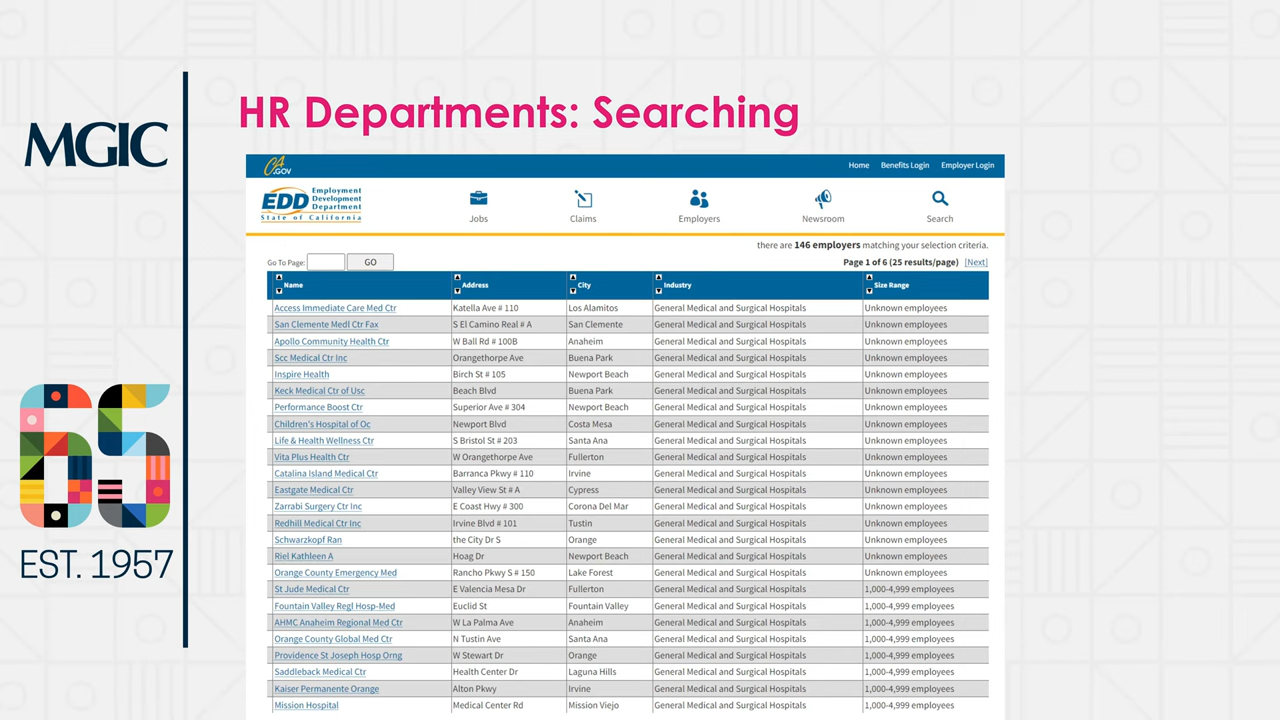 HR Departments: Searching
MGIC
65
EST. 1957
CA.GOV
Home Benefits Login Employer Login
EDD Employment Development Department State of California
Jobs Claims Employers Newsroom Search
there are 146 employers matching your selection criteria.
Go To Page: GO Page 1 of 6 (25 results/page) [Next]
Name Address City Industry Size Range
Access Immediate Care Med Ctr Katella Ave # 110 Los Alamitos General Medical and Surgical Hospitals Unknown employees
San Clemente Medl Ctr Fax S El Camino Real # A San Clemente General Medical and Surgical Hospitals Unknown employees
Apollo Community Health Ctr W Ball Rd # 100B Anaheim General Medical and Surgical Hospitals Unknown employees
Scc Medical Ctr Inc Orangethorpe Ave Buena Park General Medical and Surgical Hospitals Unknown employees
Inspire Health Birch St # 105 Newport Beach General Medical and Surgical Hospitals Unknown employees
Keck Medical Ctr of Usc Beach Blvd Buena Park General Medical and Surgical Hospitals Unknown employees
Performance Boost Ctr Superior Ave # 304 Newport Beach General Medical and Surgical Hospitals Unknown employees
Children's Hospital of Oc Newport Blvd Costa Mesa General Medical and Surgical Hospitals Unknown employees
Life & Health Wellness Ctr S Bristol St # 203 Santa Ana General Medical and Surgical Hospitals Unknown employees
Vita Plus Health Ctr W Orangethorpe Ave Fullerton General Medical and Surgical Hospitals Unknown employees
Catalina Island Medical Ctr Barranca Pkwy # 110 Irvine General Medical and Surgical Hospitals Unknown employees
Eastgate Medical Ctr Valley View St # A Cypress General Medical and Surgical Hospitals Unknown employees
Zarrabi Surgery Ctr Inc E Coast Hwy # 300 Corona Del Mar General Medical and Surgical Hospitals Unknown employees
Redhill Medical Ctr Inc Irvine Blvd # 101 Tustin General Medical and Surgical Hospitals Unknown employees
Schwarzkopf Ran the City Dr S Orange General Medical and Surgical Hospitals Unknown employees
Riel Kathleen A Hoag Dr Newport Beach General Medical and Surgical Hospitals Unknown employees
Orange County Emergency Med Rancho Pkwy S # 150 Lake Forest General Medical and Surgical Hospitals Unknown employees
St Jude Medical Ctr E Valencia Mesa Dr Fullerton General Medical and Surgical Hospitals 1,000-4,999 employees
Fountain Valley Regl Hosp-Med Euclid St Fountain Valley General Medical and Surgical Hospitals 1,000-4,999 employees
AHMC Anaheim Regional Med Ctr W La Palma Ave Anaheim General Medical and Surgical Hospitals 1,000-4,999 employees
Orange County Global Med Ctr N Tustin Ave Santa Ana General Medical and Surgical Hospitals 1,000-4,999 employees
Providence St Joseph Hosp Orng W Stewart Dr Orange General Medical and Surgical Hospitals 1,000-4,999 employees
Saddleback Medical Ctr Health Center Dr Laguna Hills General Medical and Surgical Hospitals 1,000-4,999 employees
Kaiser Permanente Orange Alton Pkwy Irvine General Medical and Surgical Hospitals 1,000-4,999 employees
Mission Hospital Medical Center Rd Mission Viejo General Medical and Surgical Hospitals 1,000-4,999 employees